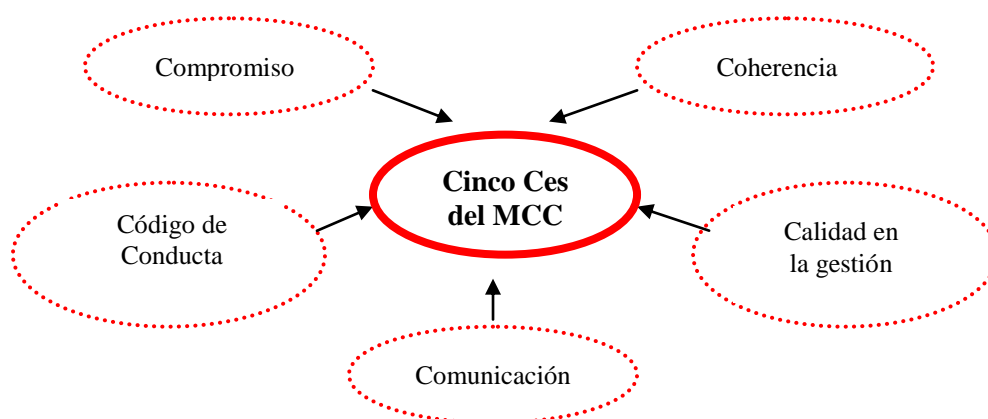 Compromiso
Coherencia
Cinco Ces
del MCC
Código de
Conducta
Calidad en
la gestión
Comunicación